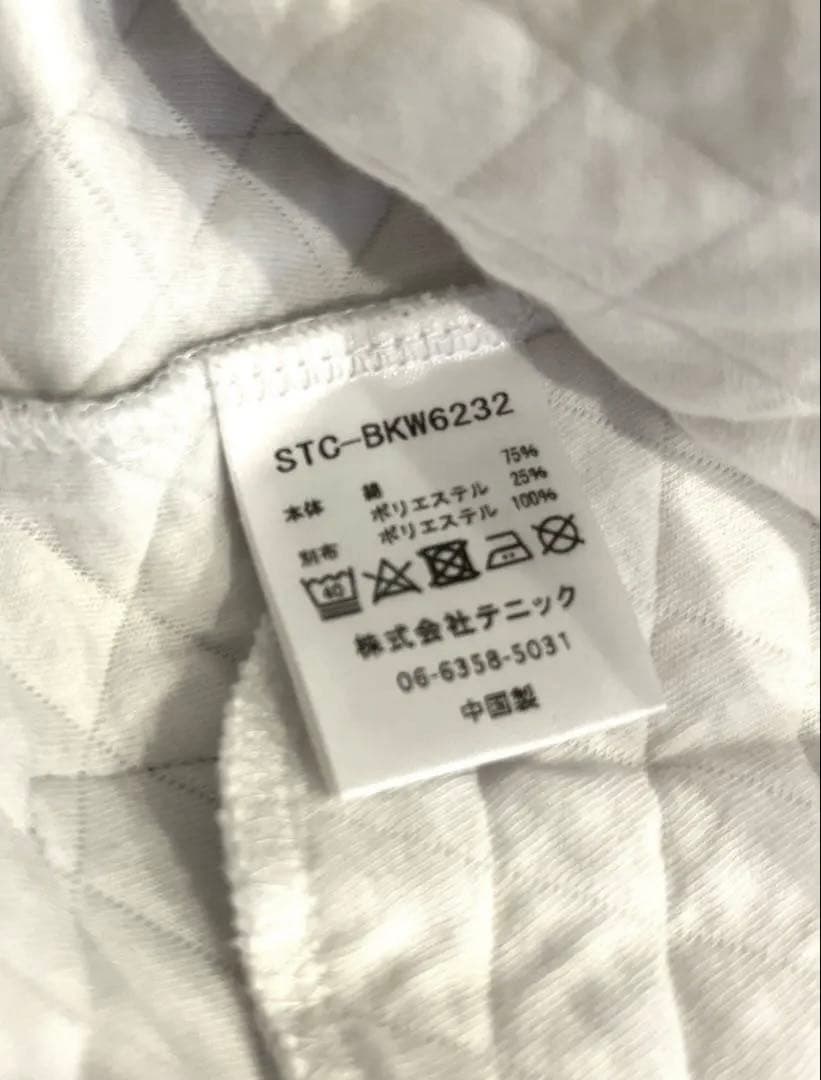 STC-BKW6232
本体 綿 75%
ポリエステル 25%
別布 ポリエステル 100%
40
株式会社テニック
06-6358-5031
中国製